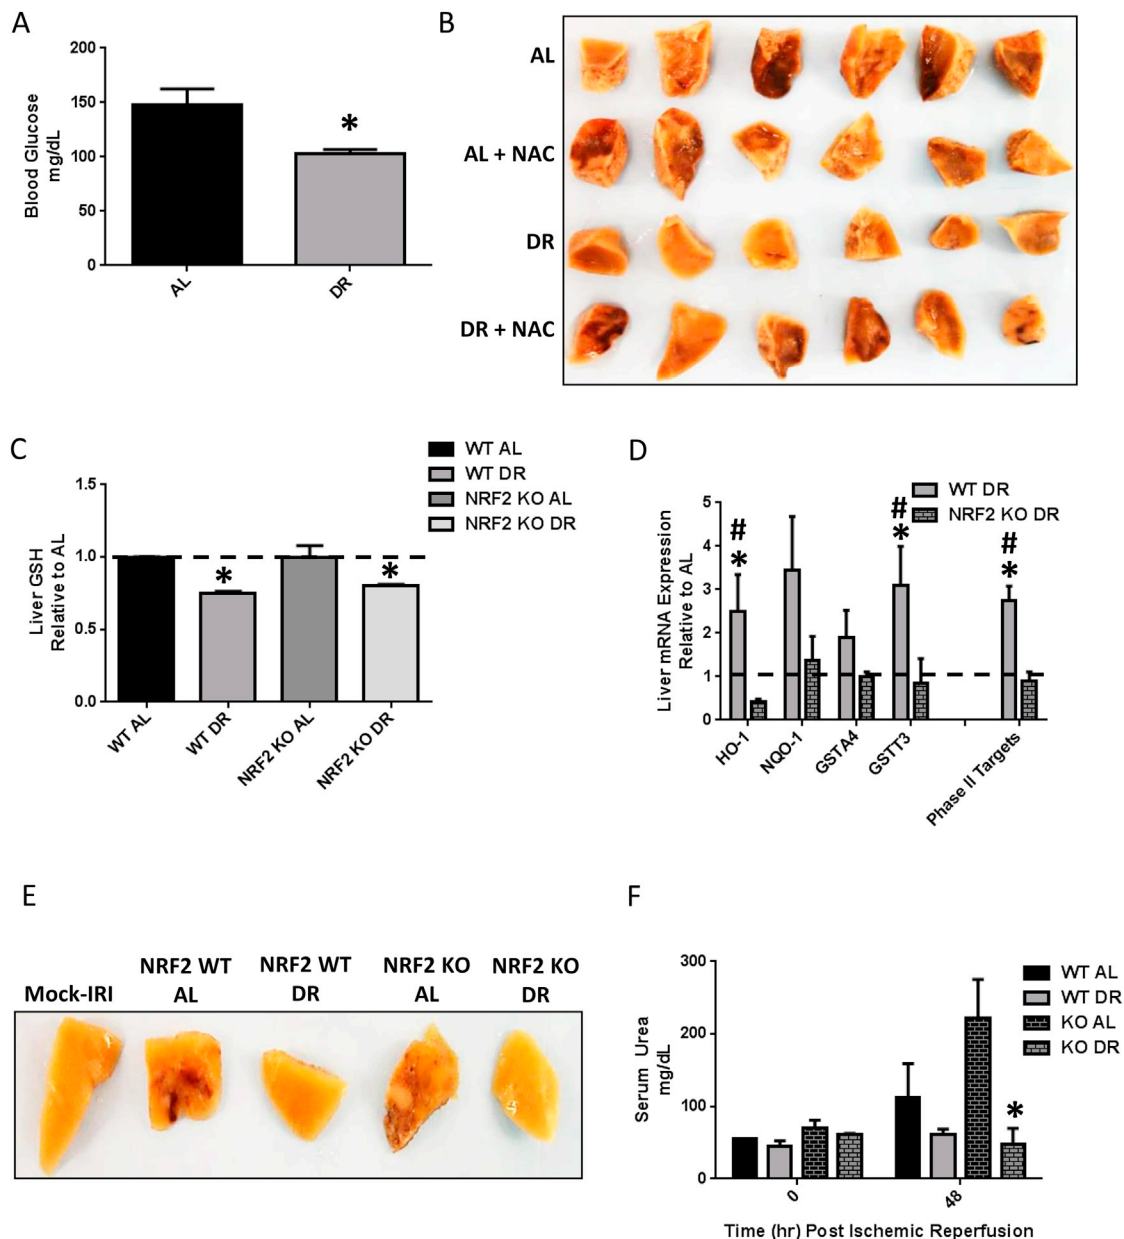 A
Blood Glucose
mg/dL
200
150
100
50
0
*
AL
DR
B
AL
AL + NAC
DR
DR + NAC
C
WT AL
WT DR
NRF2 KO AL
NRF2 KO DR
Liver GSH
Relative to AL
1.5
1.0
0.5
0.0
*
*
WT AL
WT DR
NRF2 KO AL
NRF2 KO DR
D
WT DR
NRF2 KO DR
Liver mRNA Expression
Relative to AL
5
4
3
2
1
0
#
*
#
*
#
*
HO-1
NQO-1
GSTA4
GSTT3
Phase II Targets
E
Mock-IRI
NRF2 WT
AL
NRF2 WT
DR
NRF2 KO
AL
NRF2 KO
DR
F
WT AL
WT DR
KO AL
KO DR
Serum Urea
mg/dL
300
200
100
0
*
0
48
Time (hr) Post Ischemic Reperfusion